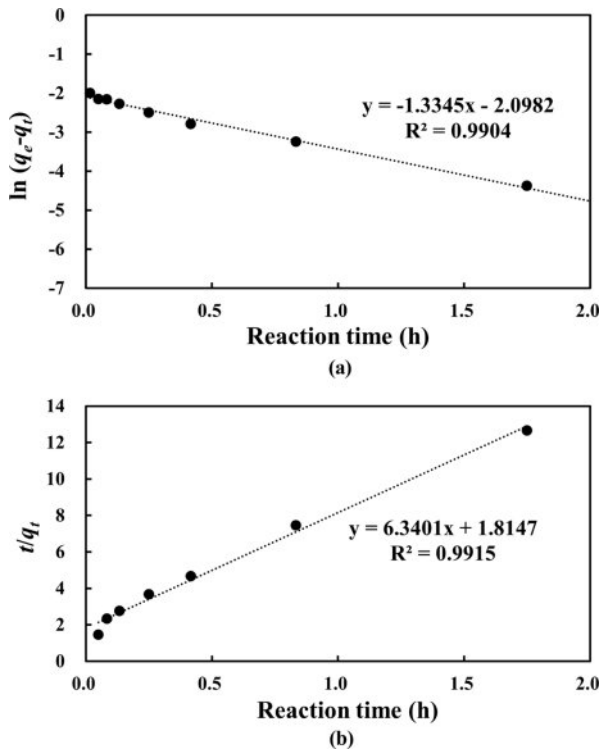 0
-1
-2
-3
-4
-5
-6
-7
ln (qₑ-qₜ)
y = -1.3345x - 2.0982
R² = 0.9904
0.0 0.5 1.0 1.5 2.0
Reaction time (h)
(a)
14
12
10
8
6
4
2
0
t/qₜ
y = 6.3401x + 1.8147
R² = 0.9915
0.0 0.5 1.0 1.5 2.0
Reaction time (h)
(b)